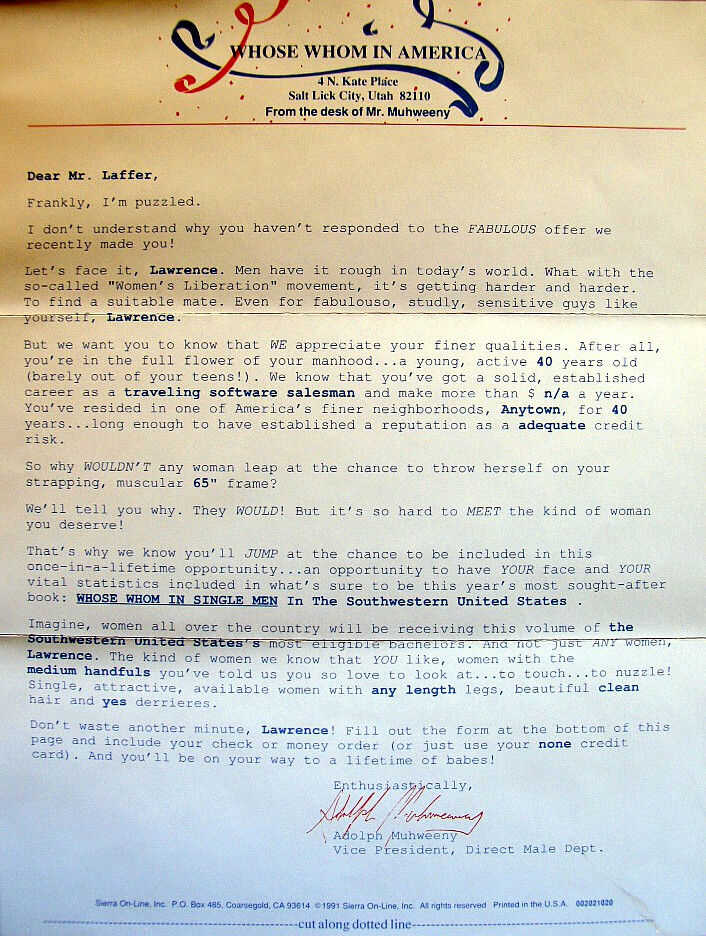 WHOSE WHOM IN AMERICA
4 N. Kate Place
Salt Lick City, Utah 82110
From the desk of Mr. Muhweeny
Dear Mr. Laffer,
Frankly, I'm puzzled.
I don't understand why you haven't responded to the FABULOUS offer we
recently made you!
Let's face it, Lawrence. Men have it rough in today's world. What with the
so-called "Women's Liberation" movement, it's getting harder and harder.
To find a suitable mate. Even for fabulouso, studly, sensitive guys like
yourself, Lawrence.
But we want you to know that WE appreciate your finer qualities. After all,
you're in the full flower of your manhood...a young, active 40 years old
(barely out of your teens!). We know that you've got a solid, established
career as a traveling software salesman and make more than $ n/a a year.
You've resided in one of America's finer neighborhoods, Anytown, for 40
years...long enough to have established a reputation as a adequate credit
risk.
So why WOULDN'T any woman leap at the chance to throw herself on your
strapping, muscular 65" frame?
We'll tell you why. They WOULD! But it's so hard to MEET the kind of woman
you deserve!
That's why we know you'll JUMP at the chance to be included in this
once-in-a-lifetime opportunity...an opportunity to have YOUR face and YOUR
vital statistics included in what's sure to be this year's most sought-after
book: WHOSE WHOM IN SINGLE MEN In The Southwestern United States .
Imagine, women all over the country will be receiving this volume of the
Southwestern United States's most eligible bachelors. And not just ANY women,
Lawrence. The kind of women we know that YOU like, women with the
medium handfuls you've told us you so love to look at...to touch...to nuzzle!
Single, attractive, available women with any length legs, beautiful clean
hair and yes derrieres.
Don't waste another minute, Lawrence! Fill out the form at the bottom of this
page and include your check or money order (or just use your none credit
card). And you'll be on your way to a lifetime of babes!
Enthusiastically,
Adolph Muhweeny
Adolph Muhweeny
Vice President, Direct Male Dept.
Sierra On-Line, Inc. P.O. Box 485, Coarsegold, CA 93614 ©1991 Sierra On-Line, Inc. All rights reserved Printed in the U.S.A. 002021020
cut along dotted line